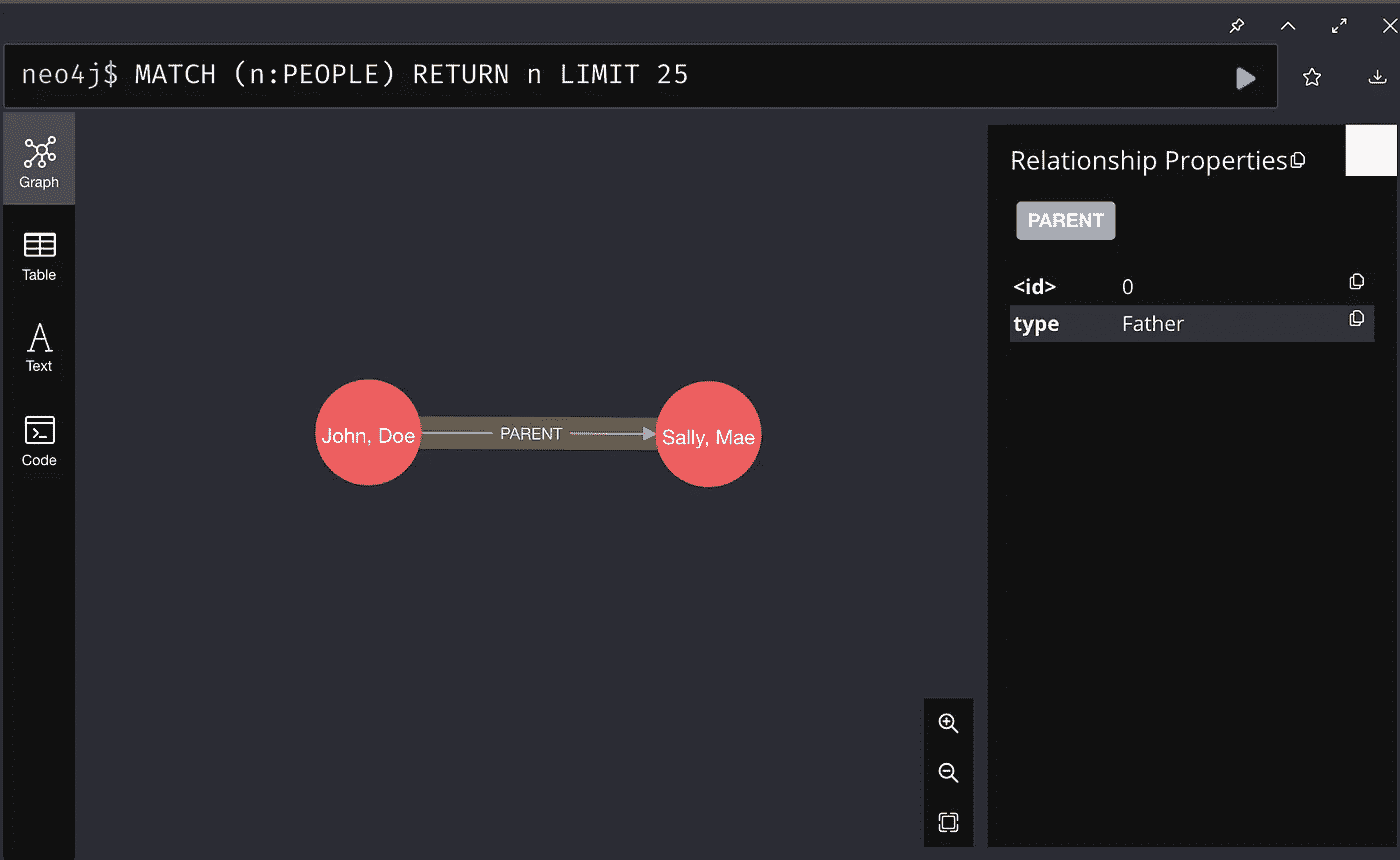 neo4j$ MATCH (n:PEOPLE) RETURN n LIMIT 25
Graph
Table
Text
Code
John, Doe
PARENT
Sally, Mae
Relationship Properties
PARENT
<id> 0
type Father